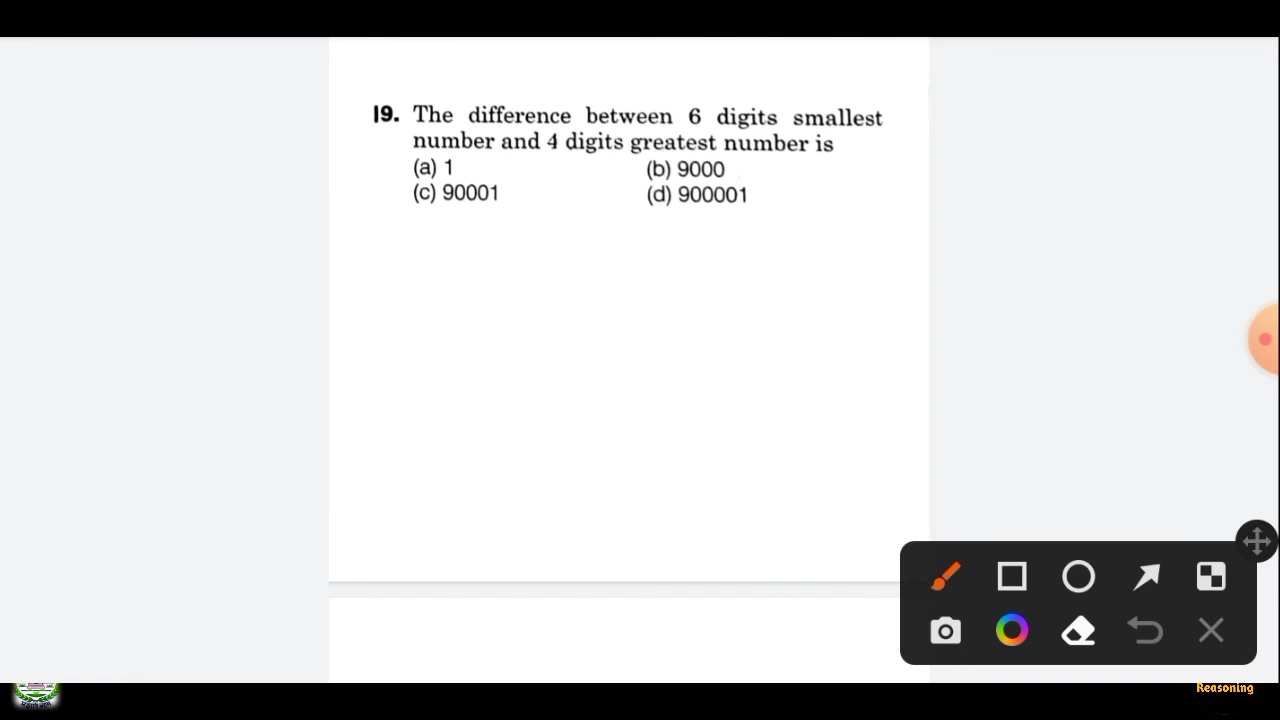 19. The difference between 6 digits smallest
number and 4 digits greatest number is
(a) 1 (b) 9000
(c) 90001 (d) 900001
Reasoning